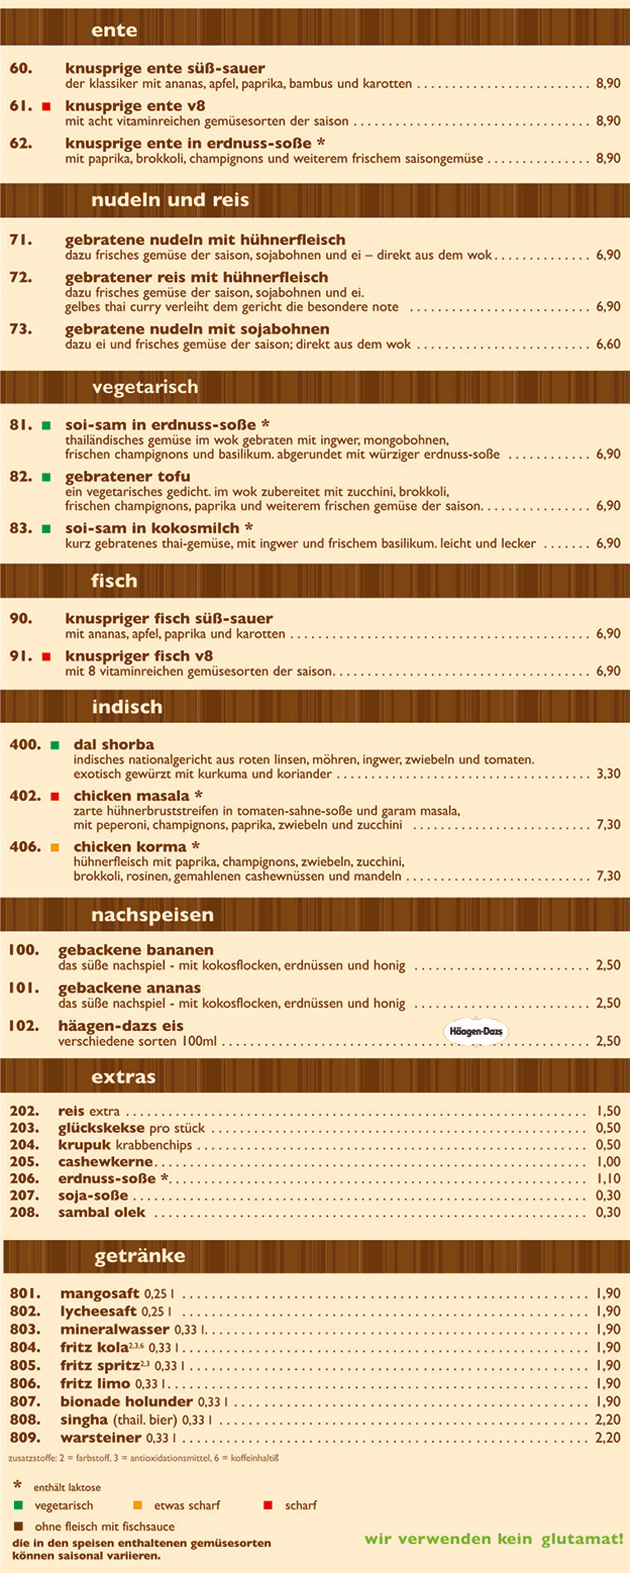 ente
60. knusprige ente süß-sauer
der klassiker mit ananas, apfel, paprika, bambus und karotten 8,90
61. knusprige ente v8
mit acht vitaminreichen gemüsesorten der saison 8,90
62. knusprige ente in erdnuss-soße *
mit paprika, brokkoli, champignons und weiterem frischem saisongemüse 8,90
nudeln und reis
71. gebratene nudeln mit hühnerfleisch
dazu frisches gemüse der saison, sojabohnen und ei – direkt aus dem wok 6,90
72. gebratener reis mit hühnerfleisch
dazu frisches gemüse der saison, sojabohnen und ei.
gelbes thai curry verleiht dem gericht die besondere note 6,90
73. gebratene nudeln mit sojabohnen
dazu ei und frisches gemüse der saison; direkt aus dem wok 6,60
vegetarisch
81. soi-sam in erdnuss-soße *
thailändisches gemüse im wok gebraten mit ingwer, mongobohnen,
frischen champignons und basilikum. abgerundet mit würziger erdnuss-soße 6,90
82. gebratener tofu
ein vegetarisches gedicht. im wok zubereitet mit zucchini, brokkoli,
frischen champignons, paprika und weiterem frischen gemüse der saison. 6,90
83. soi-sam in kokosmilch *
kurz gebratenes thai-gemüse, mit ingwer und frischem basilikum. leicht und lecker 6,90
fisch
90. knuspriger fisch süß-sauer
mit ananas, apfel, paprika und karotten 6,90
91. knuspriger fisch v8
mit 8 vitaminreichen gemüsesorten der saison. 6,90
indisch
400. dal shorba
indisches nationalgericht aus roten linsen, möhren, ingwer, zwiebeln und tomaten.
exotisch gewürzt mit kurkuma und koriander 3,30
402. chicken masala *
zarte hühnerbruststreifen in tomaten-sahne-soße und garam masala,
mit peperoni, champignons, paprika, zwiebeln und zucchini 7,30
406. chicken korma *
hühnerfleisch mit paprika, champignons, zwiebeln, zucchini,
brokkoli, rosinen, gemahlenen cashewnüssen und mandeln 7,30
nachspeisen
100. gebackene bananen
das süße nachspiel - mit kokosflocken, erdnüssen und honig 2,50
101. gebackene ananas
das süße nachspiel - mit kokosflocken, erdnüssen und honig 2,50
102. häagen-dazs eis Häagen-Dazs
verschiedene sorten 100ml 2,50
extras
202. reis extra 1,50
203. glückskekse pro stück 0,50
204. krupuk krabbenchips 0,50
205. cashewkerne 1,00
206. erdnuss-soße * 1,10
207. soja-soße 0,30
208. sambal olek 0,30
getränke
801. mangosaft 0,25 l 1,90
802. lycheesaft 0,25 l 1,90
803. mineralwasser 0,33 l. 1,90
804. fritz kola2,3,6 0,33 l 1,90
805. fritz spritz2,3 0,33 l 1,90
806. fritz limo 0,33 l 1,90
807. bionade holunder 0,33 l 1,90
808. singha (thail. bier) 0,33 l 2,20
809. warsteiner 0,33 l 2,20
zusatzstoffe: 2 = farbstoff, 3 = antioxidationsmittel, 6 = koffeinhaltiß
* enthält laktose
vegetarisch etwas scharf scharf
ohne fleisch mit fischsauce
die in den speisen enthaltenen gemüsesorten
können saisonal variieren.
wir verwenden kein glutamat!